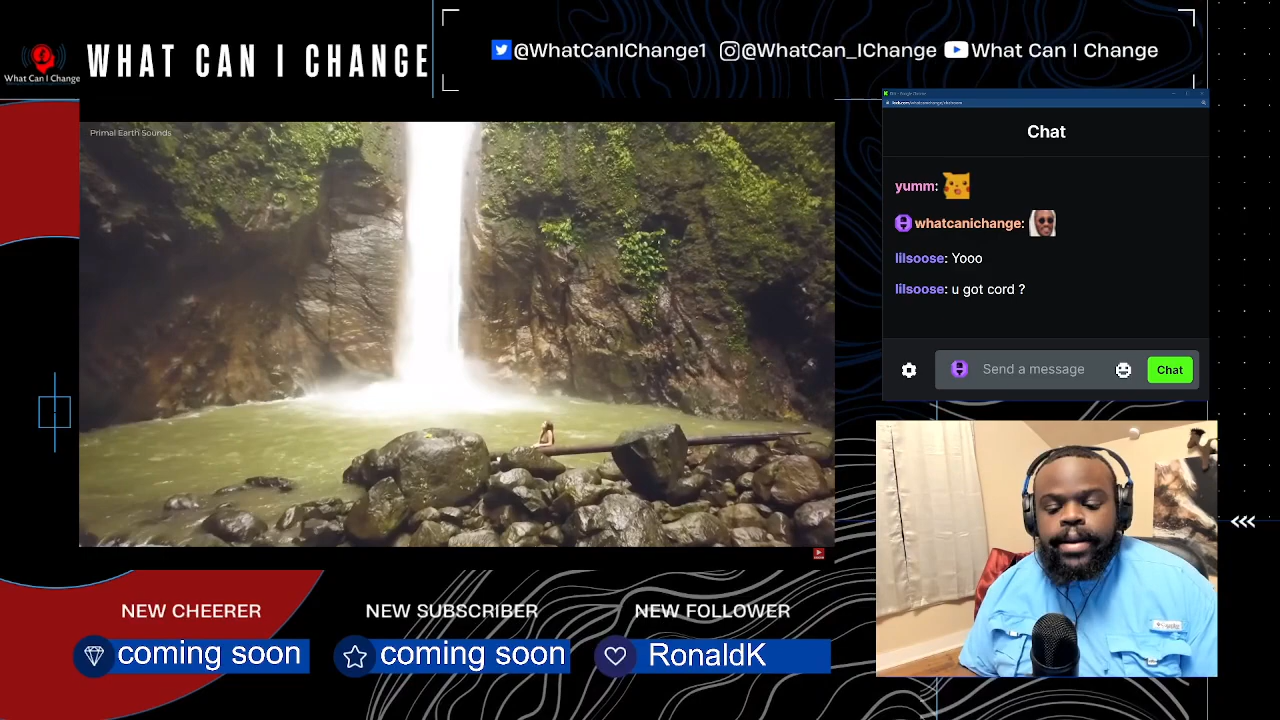 What Can I Change
WHAT CAN I CHANGE
@WhatCanIChange1
@WhatCan_IChange
What Can I Change
Primal Earth Sounds
Chat
yumm:
whatcanichange:
lilsoose: Yooo
lilsoose: u got cord ?
Send a message
Chat
NEW CHEERER
NEW SUBSCRIBER
NEW FOLLOWER
coming soon
coming soon
RonaldK